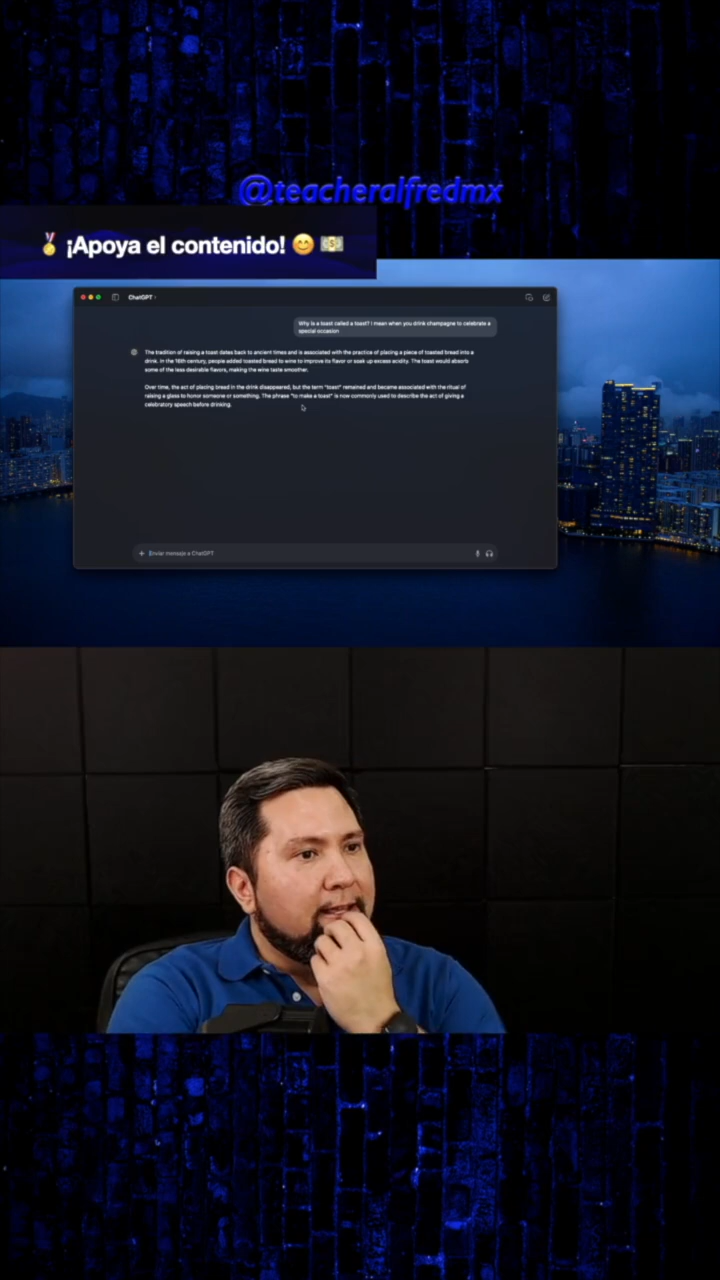 @teacheralfredmx
🥇 ¡Apoya el contenido! 😊 💵
ChatGPT ›
Why is a toast called a toast? I mean when you drink champagne to celebrate a
special occasion
The tradition of raising a toast dates back to ancient times and is associated with the practice of placing a piece of toasted bread into a
drink. In the 16th century, people added toasted bread to wine to improve its flavor or soak up excess acidity. The toast would absorb
some of the less desirable flavors, making the wine taste smoother.
Over time, the act of placing bread in the drink disappeared, but the term "toast" remained and became associated with the ritual of
raising a glass to honor someone or something. The phrase "to make a toast" is now commonly used to describe the act of giving a
celebratory speech before drinking.
Enviar mensaje a ChatGPT